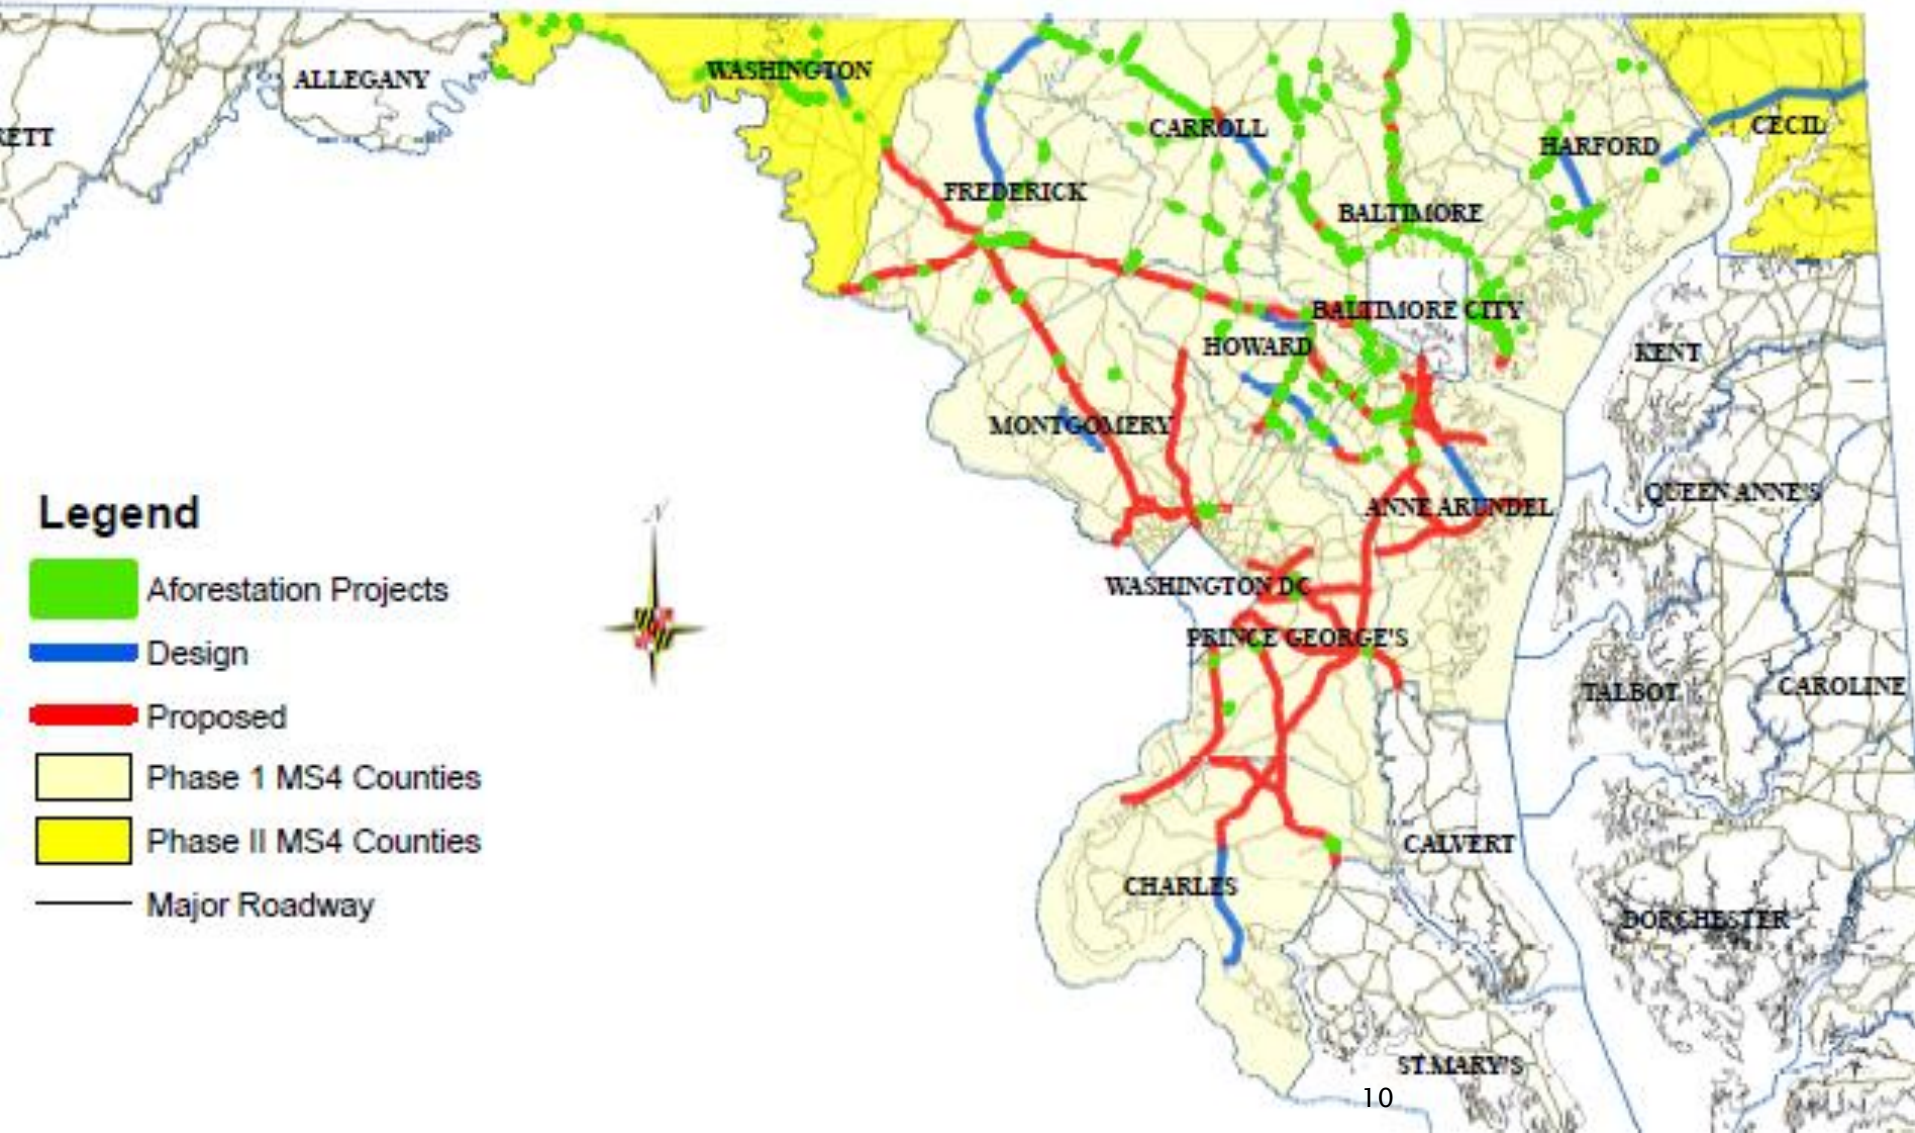 ALLEGANY
WASHINGTON
RETT
CARROLL
HARFORD
CECIL
FREDERICK
BALTIMORE
BALTIMORE CITY
HOWARD
KENT
MONTGOMERY
QUEEN ANNE'S
ANNE ARUNDEL
WASHINGTON DC
PRINCE GEORGE'S
TALBOT
CAROLINE
CALVERT
CHARLES
DORCHESTER
ST.MARY'S
Legend
Aforestation Projects
Design
Proposed
Phase 1 MS4 Counties
Phase II MS4 Counties
Major Roadway
N
10